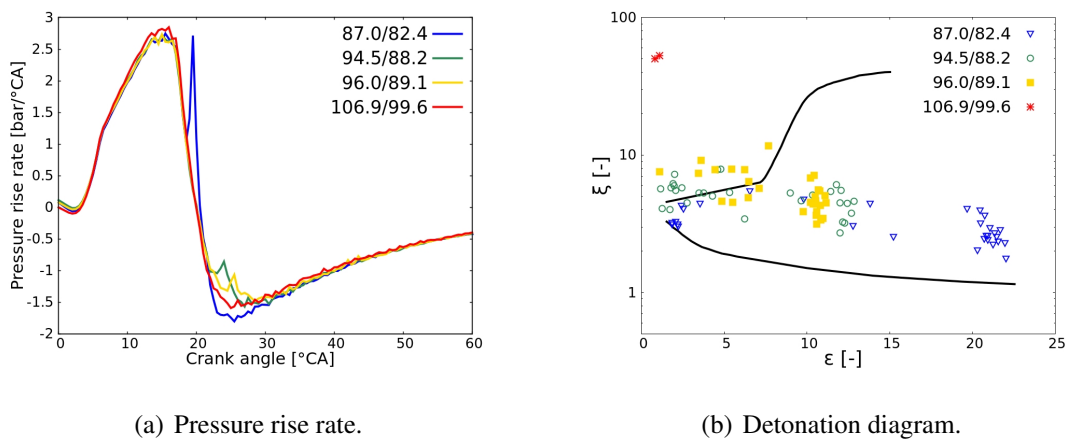 Pressure rise rate [bar/°CA]
3
2.5
2
1.5
1
0.5
0
-0.5
-1
-1.5
-2
87.0/82.4
94.5/88.2
96.0/89.1
106.9/99.6
0 10 20 30 40 50 60
Crank angle [°CA]
(a) Pressure rise rate.
ξ [-]
100
10
1
87.0/82.4
94.5/88.2
96.0/89.1
106.9/99.6
0 5 10 15 20 25
ε [-]
(b) Detonation diagram.